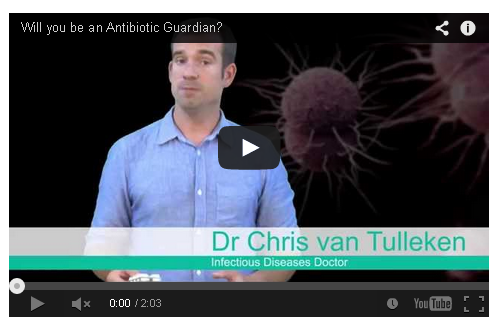 Will you be an Antibiotic Guardian?
Dr Chris van Tulleken
Infectious Diseases Doctor
0:00 / 2:03 YouTube